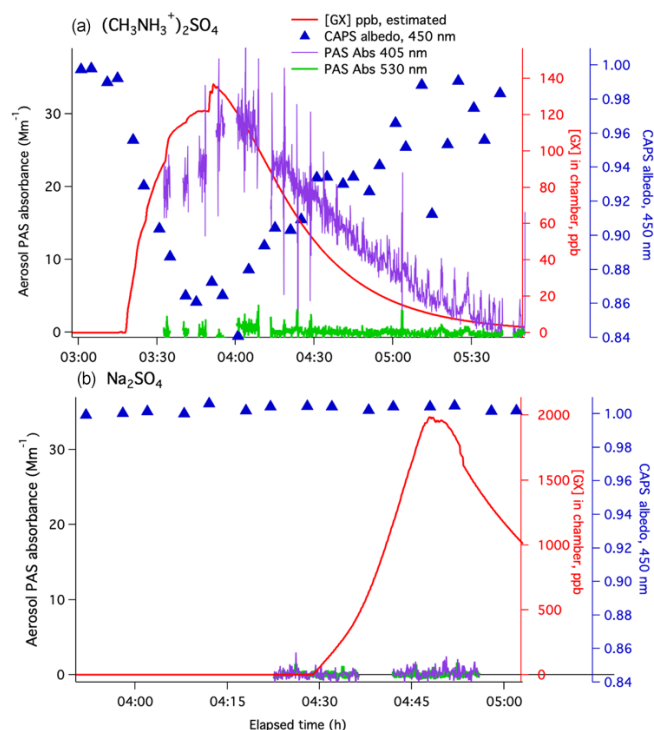 (a) (CH₃NH₃⁺)₂SO₄
[GX] ppb, estimated
CAPS albedo, 450 nm
PAS Abs 405 nm
PAS Abs 530 nm
Aerosol PAS absorbance (Mm⁻¹)
30
20
10
0
140
120
100
80
60
40
20
0
[GX] in chamber, ppb
1.00
0.98
0.96
0.94
0.92
0.90
0.88
0.86
0.84
CAPS albedo, 450 nm
03:00 03:30 04:00 04:30 05:00 05:30
(b) Na₂SO₄
Aerosol PAS absorbance (Mm⁻¹)
30
20
10
0
2000
1500
1000
500
0
[GX] in chamber, ppb
1.00
0.98
0.96
0.94
0.92
0.90
0.88
0.86
0.84
CAPS albedo, 450 nm
04:00 04:15 04:30 04:45 05:00
Elapsed time (h)